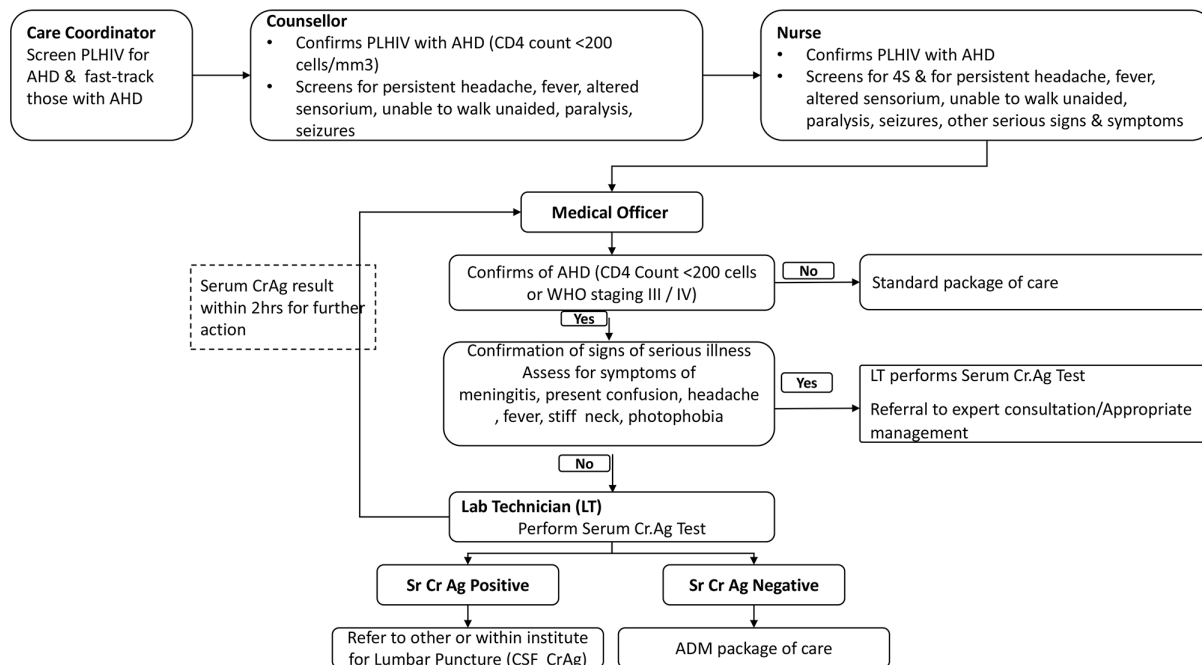 Care Coordinator
Screen PLHIV for
AHD & fast-track
those with AHD
Counsellor
• Confirms PLHIV with AHD (CD4 count <200
cells/mm3)
• Screens for persistent headache, fever, altered
sensorium, unable to walk unaided, paralysis,
seizures
Nurse
• Confirms PLHIV with AHD
• Screens for 4S & for persistent headache, fever,
altered sensorium, unable to walk unaided,
paralysis, seizures, other serious signs & symptoms
Medical Officer
Serum CrAg result
within 2hrs for further
action
Confirms of AHD (CD4 Count <200 cells
or WHO staging III / IV)
No
Standard package of care
Yes
Confirmation of signs of serious illness
Assess for symptoms of
meningitis, present confusion, headache
, fever, stiff neck, photophobia
Yes
LT performs Serum Cr.Ag Test
Referral to expert consultation/Appropriate
management
No
Lab Technician (LT)
Perform Serum Cr.Ag Test
Sr Cr Ag Positive
Sr Cr Ag Negative
Refer to other or within institute
for Lumbar Puncture (CSF CrAg)
ADM package of care